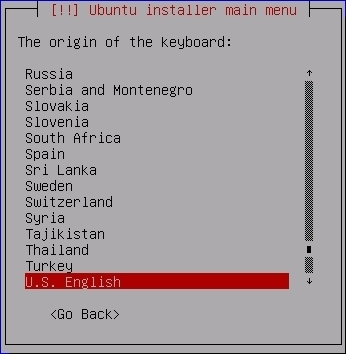 [!!] Ubuntu installer main menu
The origin of the keyboard:
Russia
Serbia and Montenegro
Slovakia
Slovenia
South Africa
Spain
Sri Lanka
Sweden
Switzerland
Syria
Tajikistan
Thailand
Turkey
U.S. English
<Go Back>